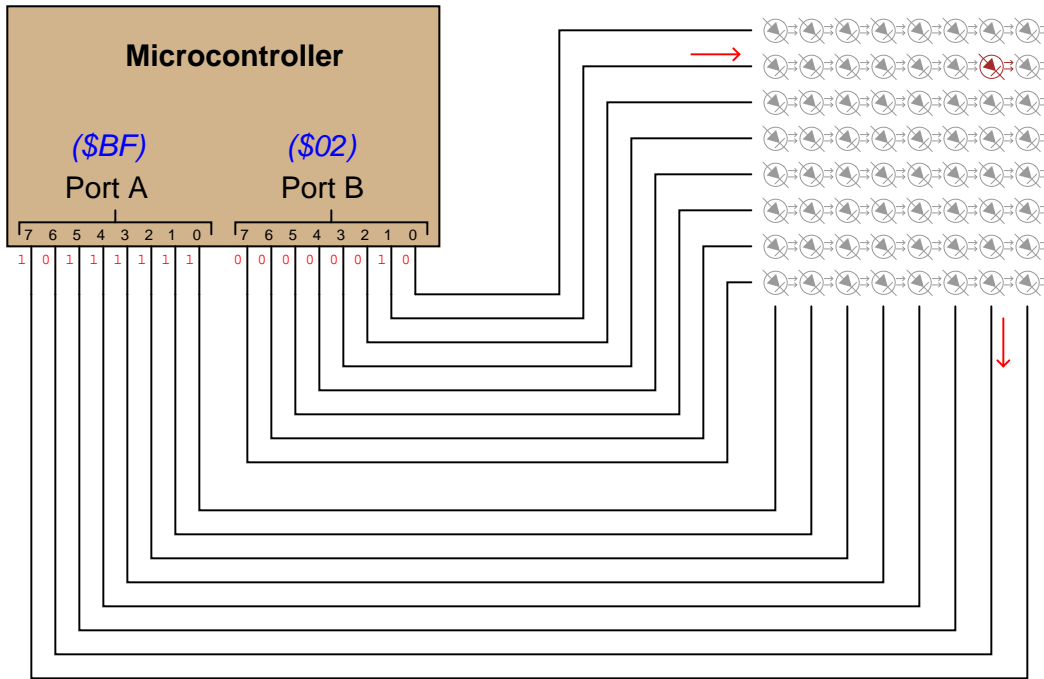 Microcontroller
($BF) ($02)
Port A Port B
7 6 5 4 3 2 1 0 7 6 5 4 3 2 1 0
1 0 1 1 1 1 1 1 0 0 0 0 0 0 1 0